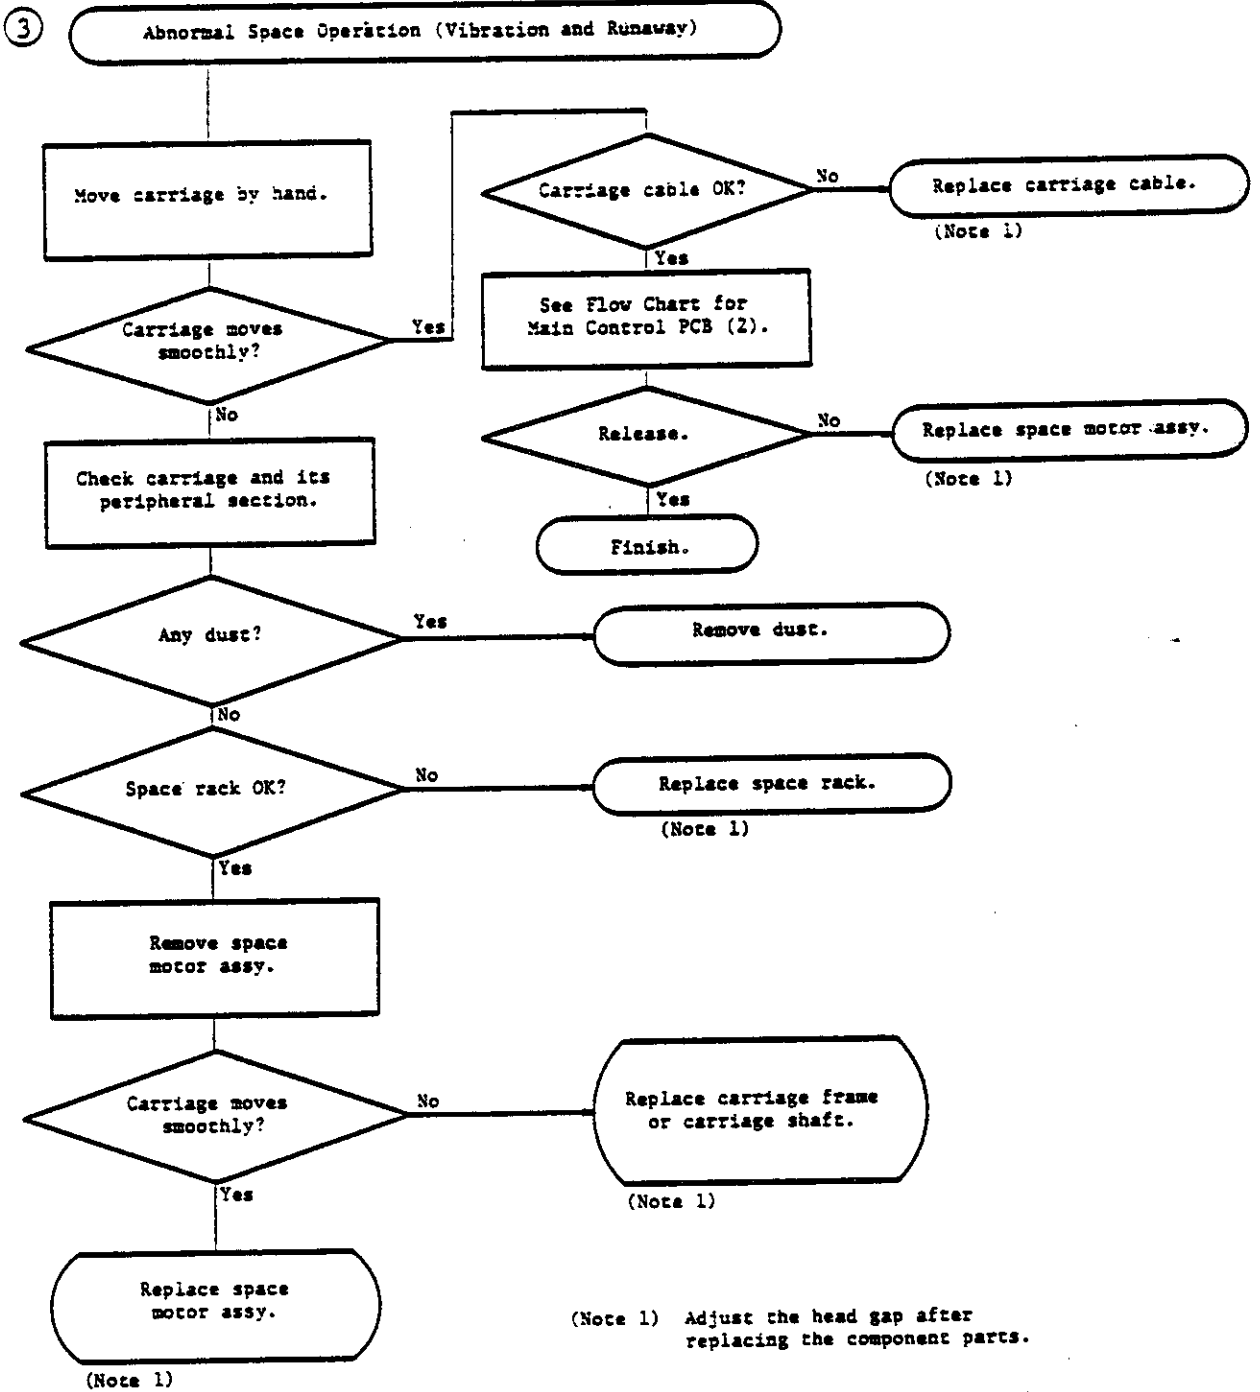 3
Abnormal Space Operation (Vibration and Runaway)
Move carriage by hand.
Carriage moves
smoothly?
Yes
No
Carriage cable OK?
No
Replace carriage cable.
(Note 1)
Yes
See Flow Chart for
Main Control PCB (2).
Release.
No
Replace space motor assy.
(Note 1)
Yes
Finish.
Check carriage and its
peripheral section.
Any dust?
Yes
Remove dust.
No
Space rack OK?
No
Replace space rack.
(Note 1)
Yes
Remove space
motor assy.
Carriage moves
smoothly?
No
Replace carriage frame
or carriage shaft.
(Note 1)
Yes
Replace space
motor assy.
(Note 1)
(Note 1) Adjust the head gap after
replacing the component parts.